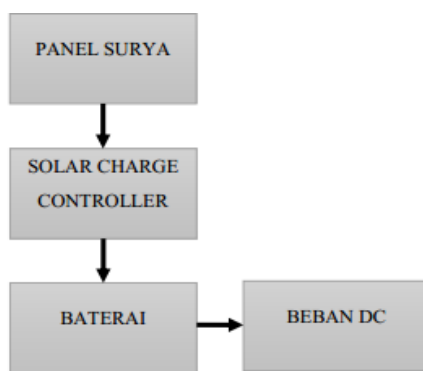 PANEL SURYA
SOLAR CHARGE
CONTROLLER
BATERAI
BEBAN DC